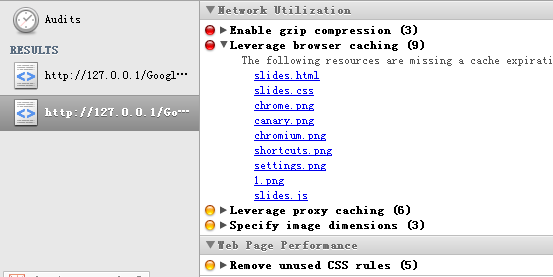 Audits
RESULTS
http://127.0.0.1/Googl...
http://127.0.0.1/Go...
Network Utilization
Enable gzip compression (3)
Leverage browser caching (9)
The following resources are missing a cache expirati
slides.html
slides.css
chrome.png
canary.png
chromium.png
shortcuts.png
settings.png
1.png
slides.js
Leverage proxy caching (6)
Specify image dimensions (3)
Web Page Performance
Remove unused CSS rules (5)